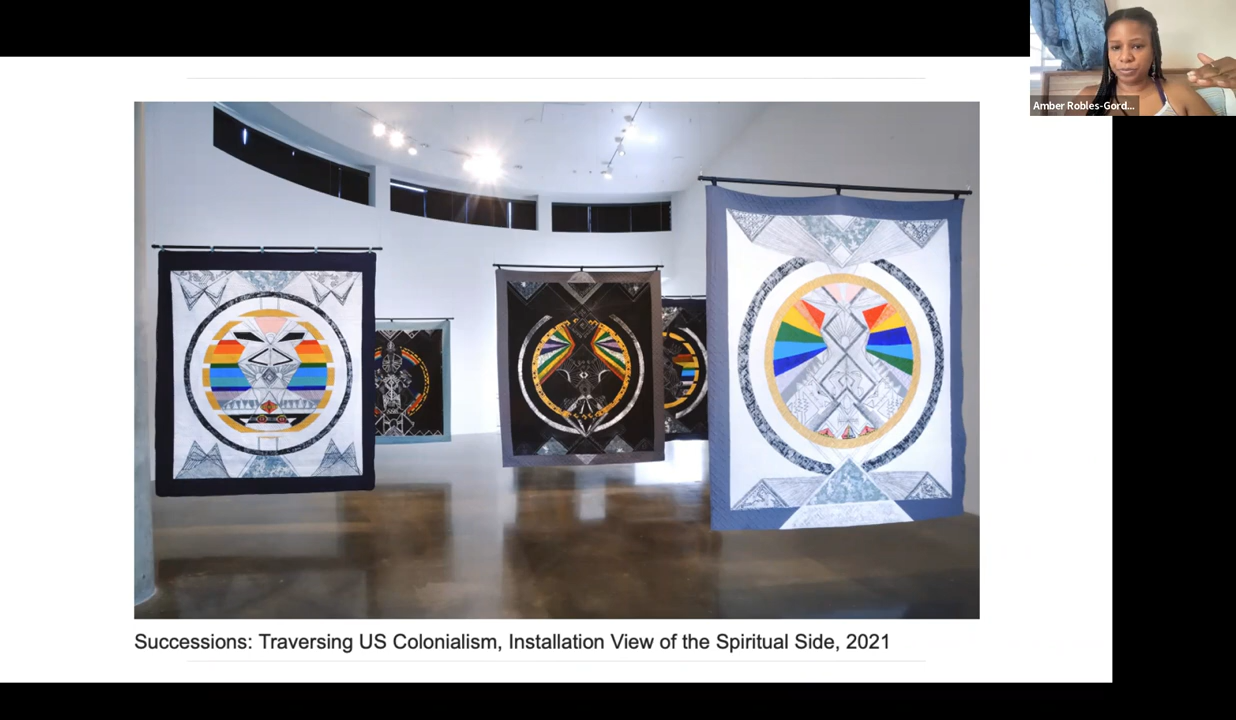 Amber Robles-Gord...
Successions: Traversing US Colonialism, Installation View of the Spiritual Side, 2021